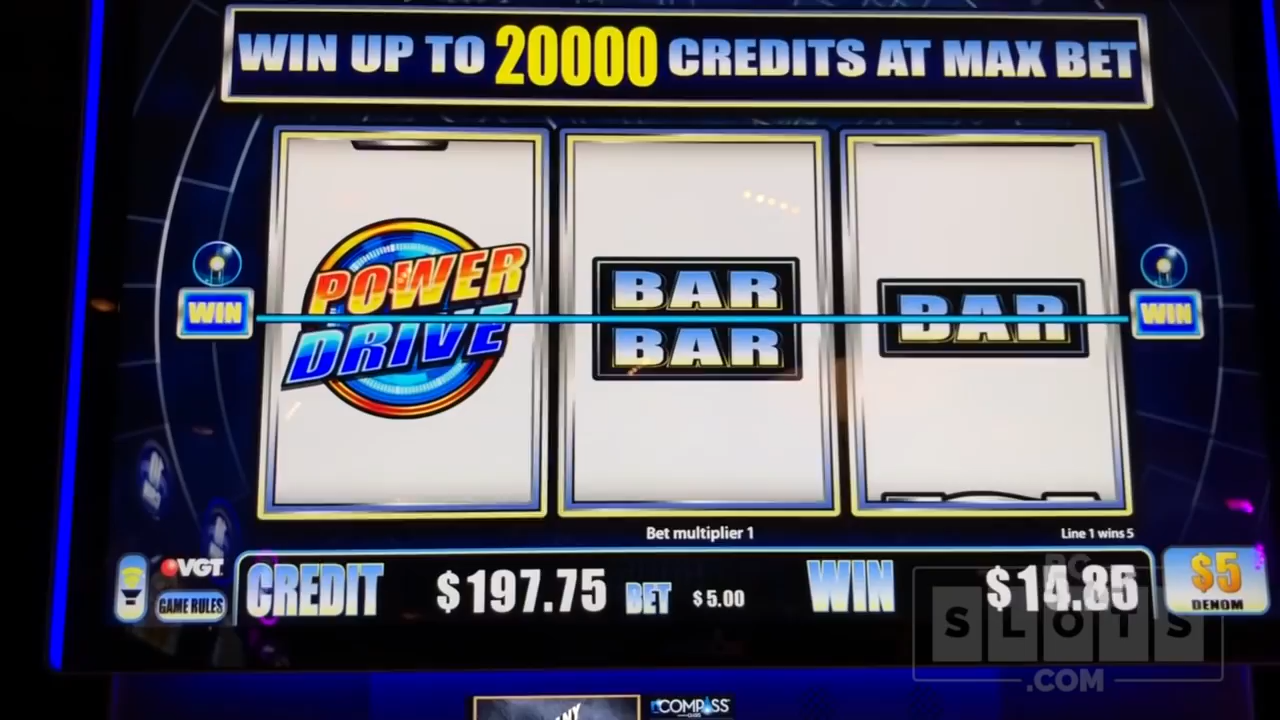 WIN UP TO 20000 CREDITS AT MAX BET
POWER
DRIVE
BAR
BAR
BAR
WIN
WIN
Bet multiplier 1
Line 1 wins 5
VGT
GAME RULES
CREDIT $197.75 BET $5.00 WIN $14.85
$5
DENOM
BC
SLOTS
.COM
COMPASS